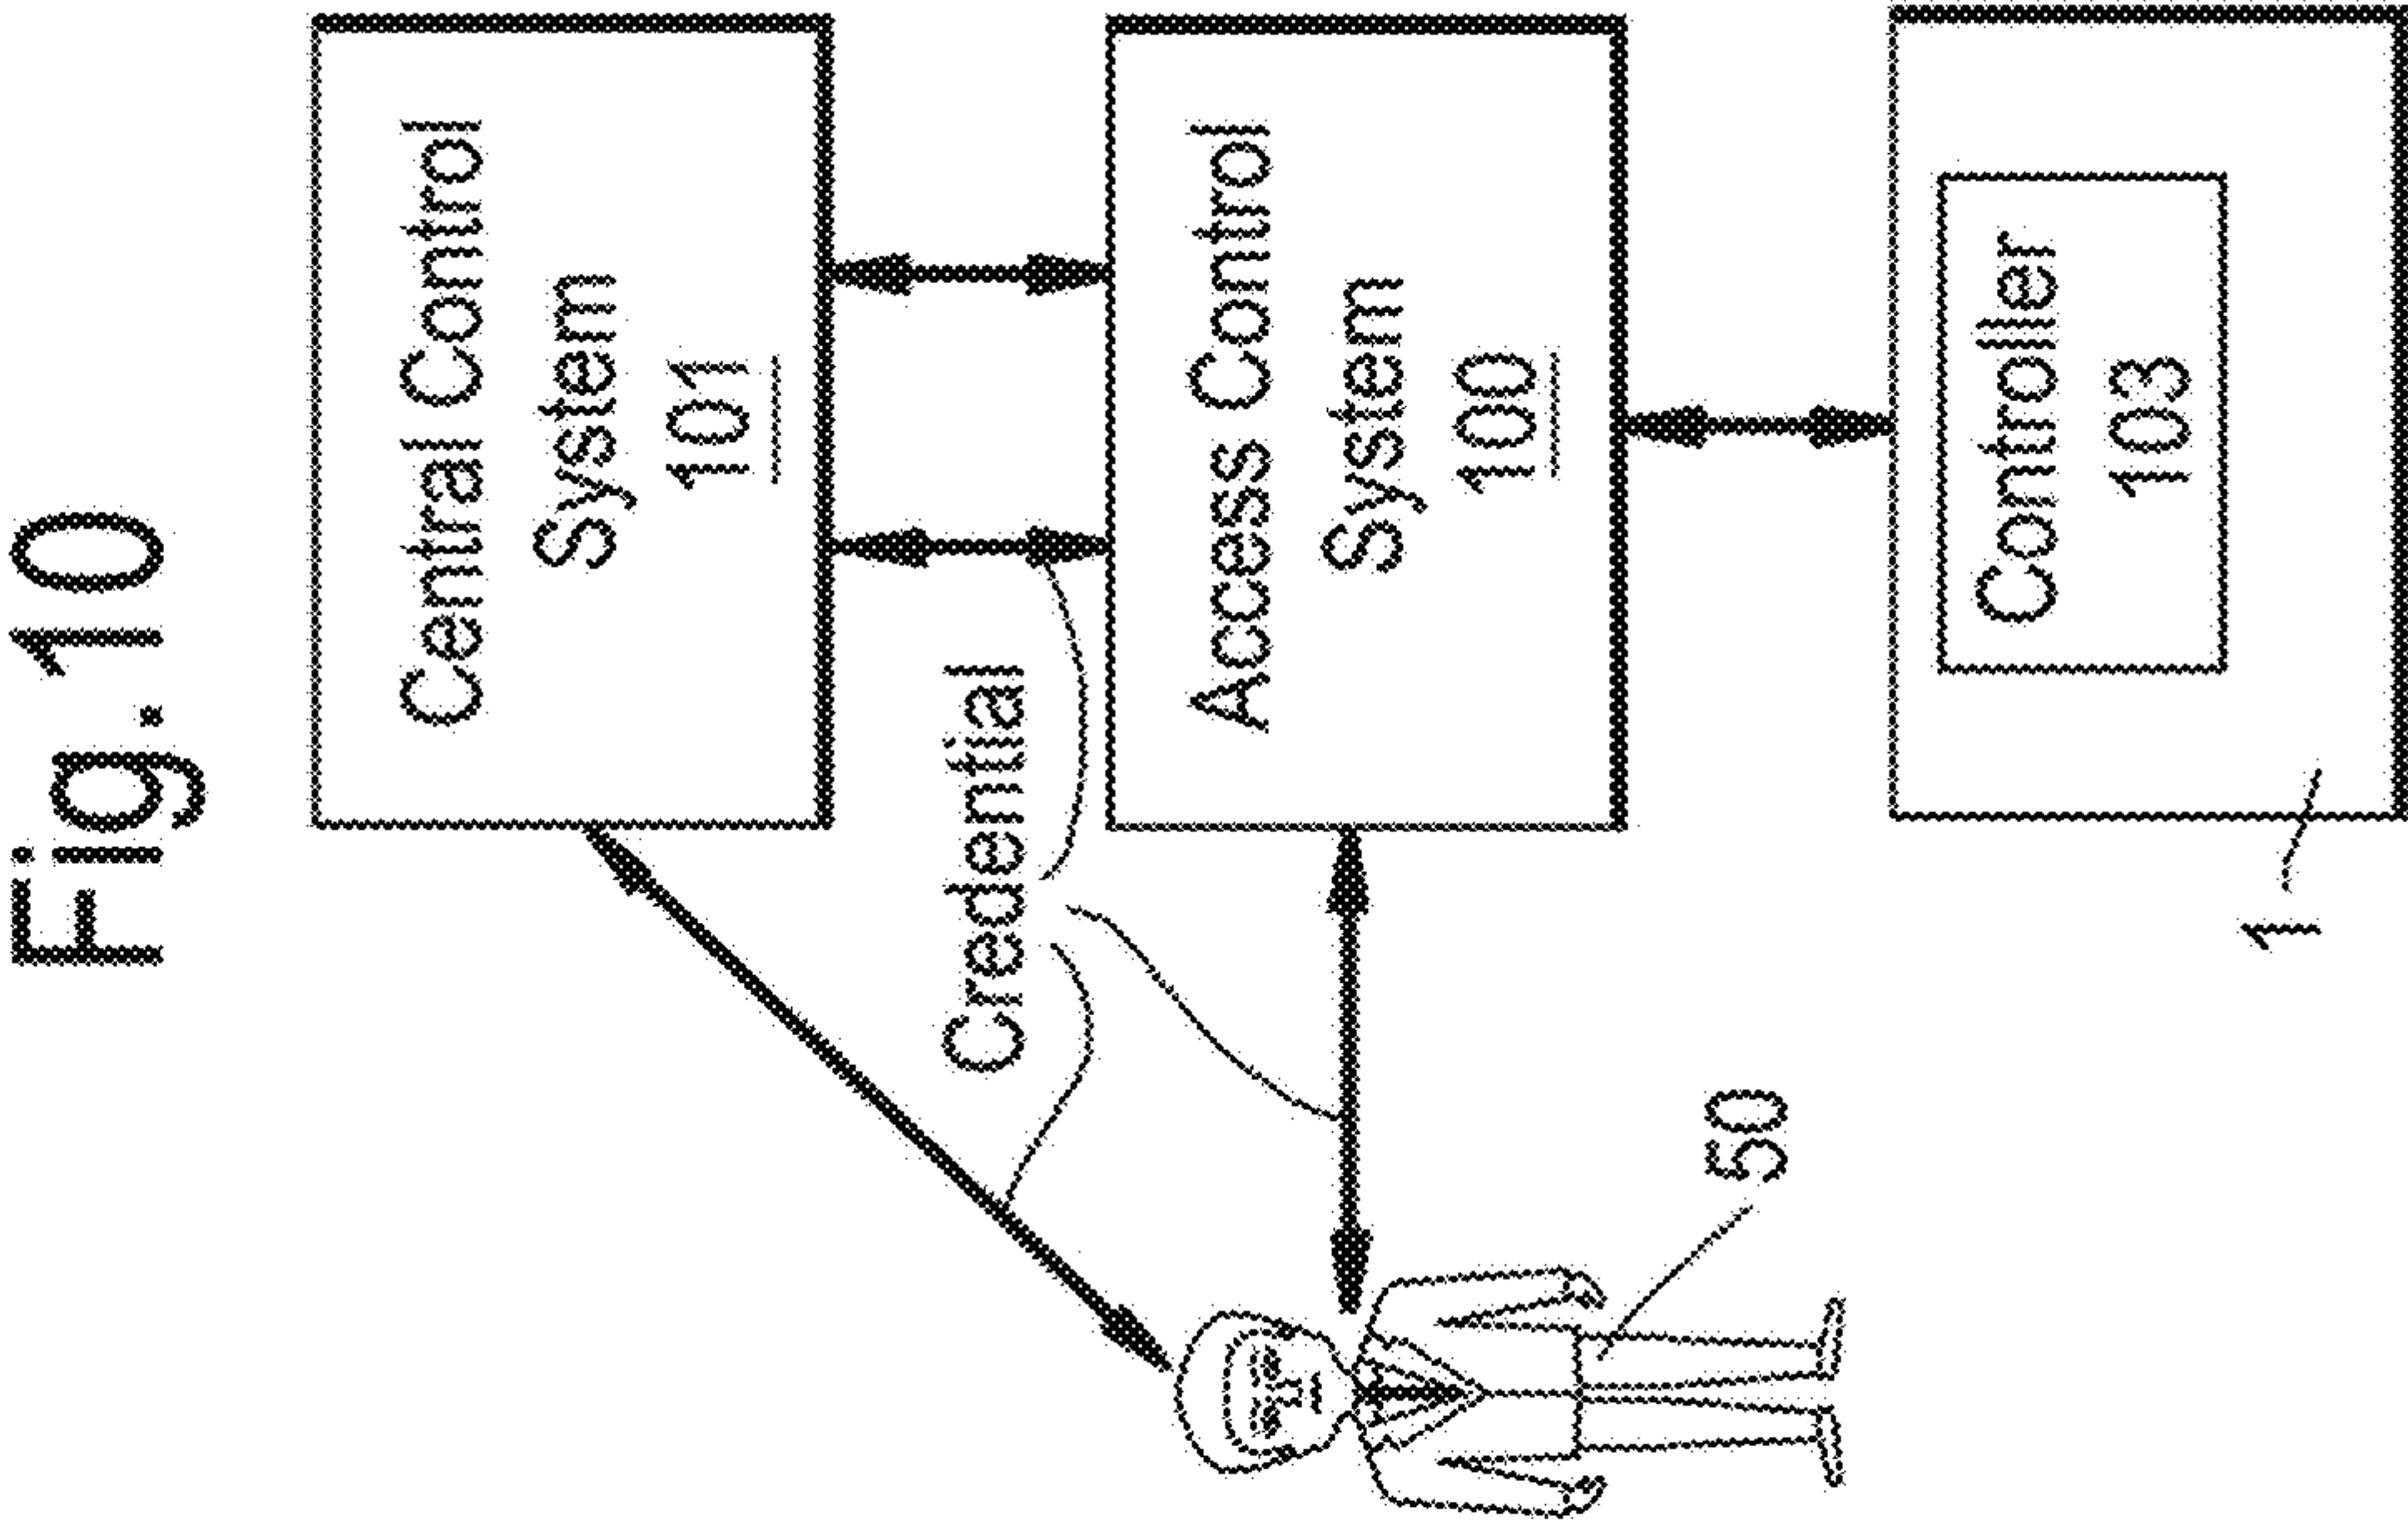 Fig.10
Central Control
System
101
Credential
Access Control
System
100
Controller
103
1
50